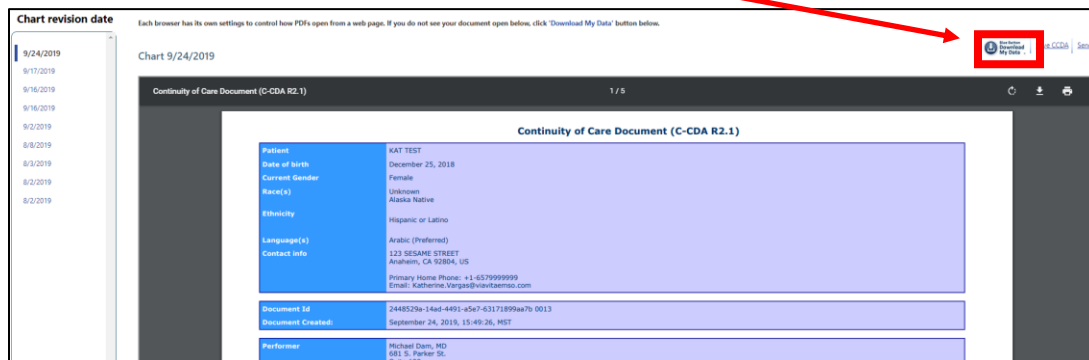 Chart revision date
Each browser has its own settings to control how PDFs open from a web page. If you do not see your document open below, click 'Download My Data' button below.
9/24/2019
9/17/2019
9/16/2019
9/16/2019
9/2/2019
8/8/2019
8/3/2019
8/2/2019
8/2/2019
Chart 9/24/2019
Blue Button
Download
My Data
CCDA
Continuity of Care Document (C-CDA R2.1)
1 / 5
Continuity of Care Document (C-CDA R2.1)
Patient KAT TEST
Date of birth December 25, 2018
Current Gender Female
Race(s) Unknown
Alaska Native
Ethnicity
Hispanic or Latino
Language(s) Arabic (Preferred)
Contact info 123 SESAME STREET
Anaheim, CA 92804, US
Primary Home Phone: +1-6579999999
Email: Katherine.Vargas@viavitaemso.com
Document Id 2448529a-14ad-4491-a5e7-63171899aa7b 0013
Document Created: September 24, 2019, 15:49:26, MST
Performer Michael Dam, MD
681 S. Parker St.